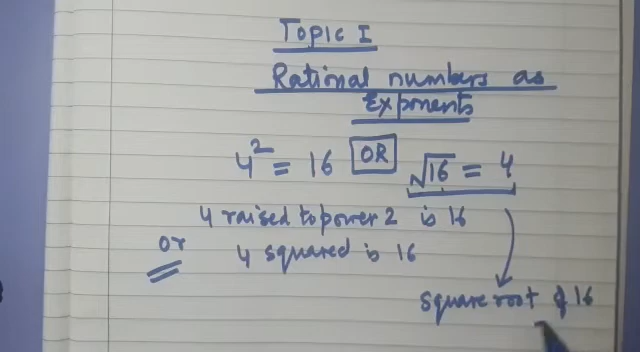 Topic I
Rational numbers as
Exponents
4² = 16 OR √16 = 4
4 raised to power 2 is 16
or 4 squared is 16
square root of 16